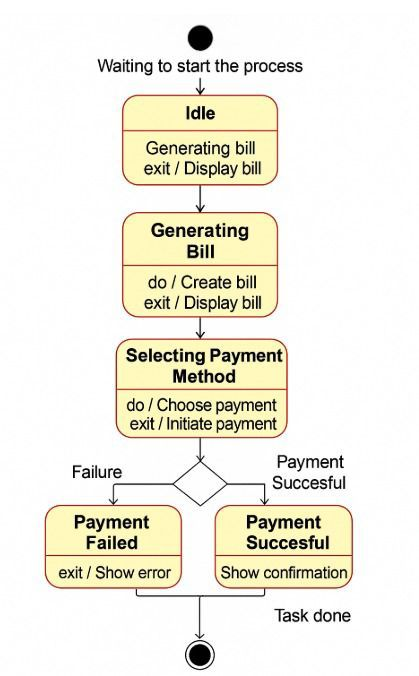 Waiting to start the process
Idle
Generating bill
exit / Display bill
Generating
Bill
do / Create bill
exit / Display bill
Selecting Payment
Method
do / Choose payment
exit / Initiate payment
Failure
Payment
Succesful
Payment
Failed
exit / Show error
Payment
Succesful
Show confirmation
Task done